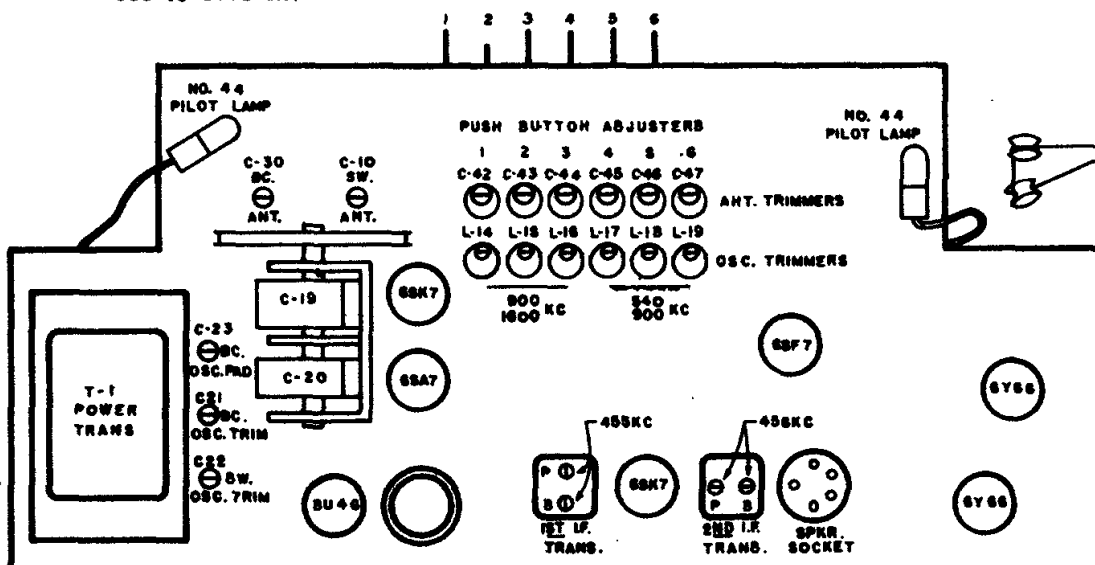 1 2 3 4 5 6
NO. 44
PILOT LAMP
NO. 44
PILOT LAMP
PUSH BUTTON ADJUSTERS
1 2 3 4 5 .6
C-30
BC.
ANT.
C-10
SW.
ANT.
C-42 C-43 C-44 C-45 C-46 C-47
ANT. TRIMMERS
L-14 L-15 L-16 L-17 L-18 L-19
OSC. TRIMMERS
900
1600 KC
540
900 KC
C-19
6SK7
C-23
BC.
OSC. PAD
C-20
6SA7
6SF7
T-1
POWER
TRANS
C21
BC.
OSC. TRIM
6Y6G
455KC
456KC
C22
SW.
OSC. TRIM
5U4G
P
B
1ST I.F.
TRANS.
6SK7
P B
2ND I.F.
TRANS.
SPKR.
SOCKET
6Y6G